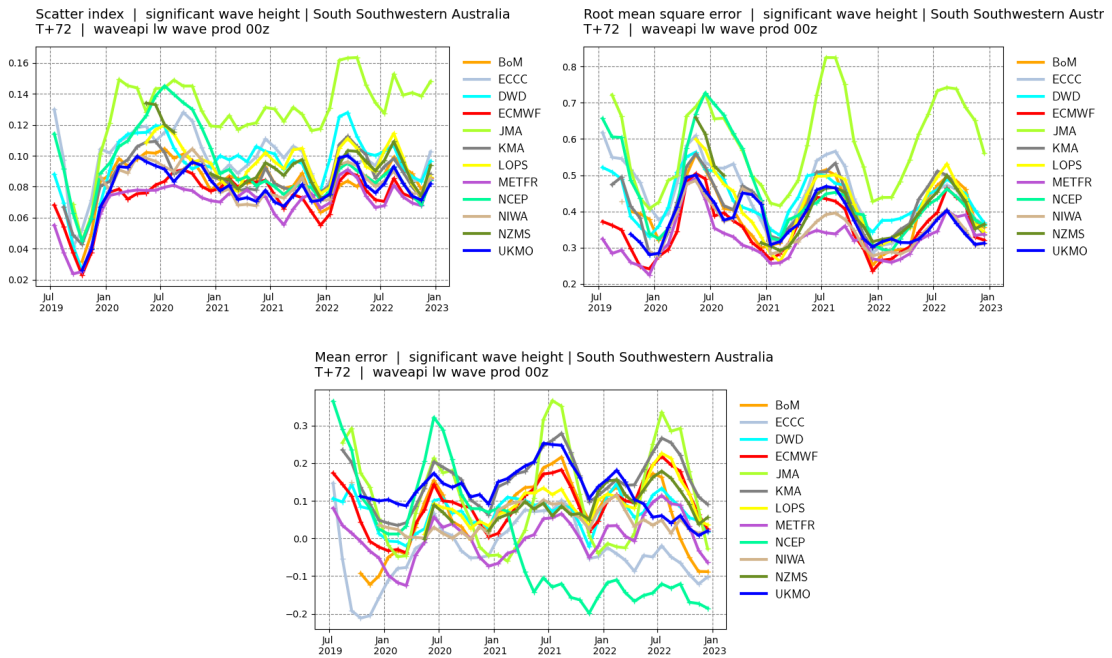 Scatter index | significant wave height | South Southwestern Australia
T+72 | waveapi lw wave prod 00z
0.16
0.14
0.12
0.10
0.08
0.06
0.04
0.02
Jul 2019
Jan 2020
Jul 2020
Jan 2021
Jul 2021
Jan 2022
Jul 2022
Jan 2023
BoM
ECCC
DWD
ECMWF
JMA
KMA
LOPS
METFR
NCEP
NIWA
NZMS
UKMO
Root mean square error | significant wave height | South Southwestern Austr
T+72 | waveapi lw wave prod 00z
0.8
0.7
0.6
0.5
0.4
0.3
0.2
Jul 2019
Jan 2020
Jul 2020
Jan 2021
Jul 2021
Jan 2022
Jul 2022
Jan 2023
BoM
ECCC
DWD
ECMWF
JMA
KMA
LOPS
METFR
NCEP
NIWA
NZMS
UKMO
Mean error | significant wave height | South Southwestern Australia
T+72 | waveapi lw wave prod 00z
0.3
0.2
0.1
0.0
−0.1
−0.2
Jul 2019
Jan 2020
Jul 2020
Jan 2021
Jul 2021
Jan 2022
Jul 2022
Jan 2023
BoM
ECCC
DWD
ECMWF
JMA
KMA
LOPS
METFR
NCEP
NIWA
NZMS
UKMO